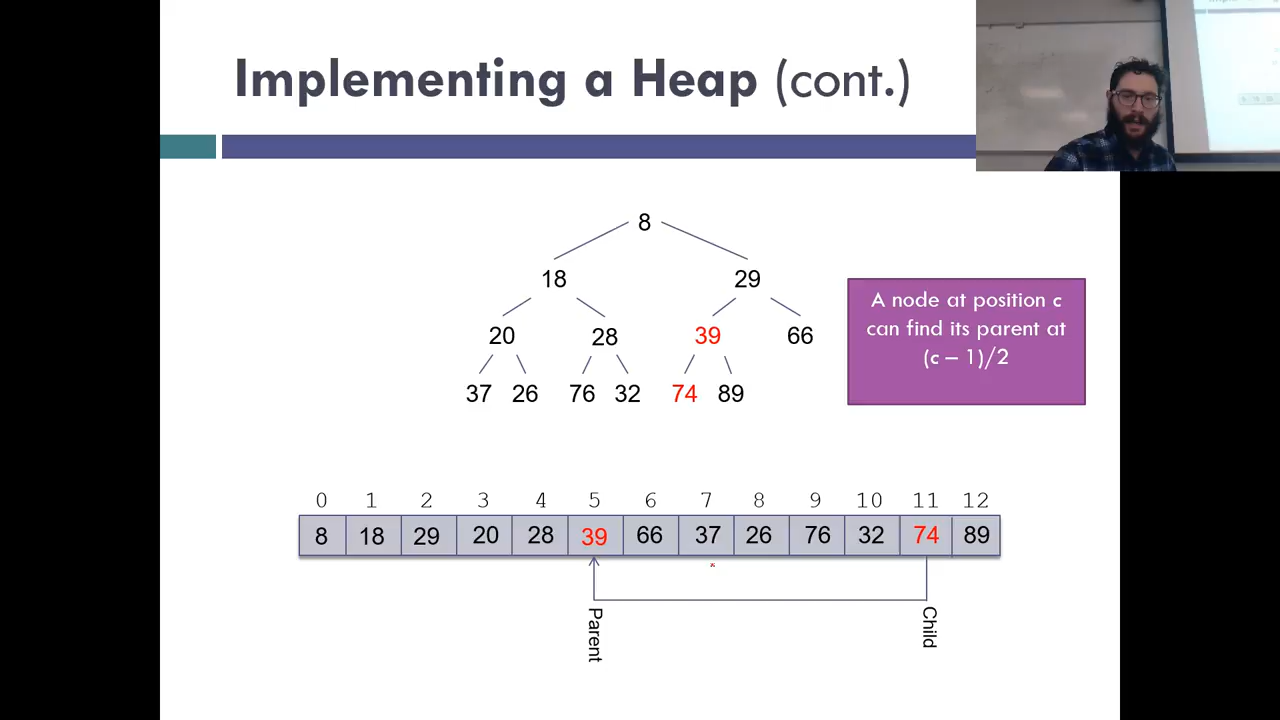 Implementing a Heap (cont.)
8
18 29
20 28 39 66
37 26 76 32 74 89
A node at position c
can find its parent at
(c – 1)/2
0 1 2 3 4 5 6 7 8 9 10 11 12
8 18 29 20 28 39 66 37 26 76 32 74 89
Parent
Child